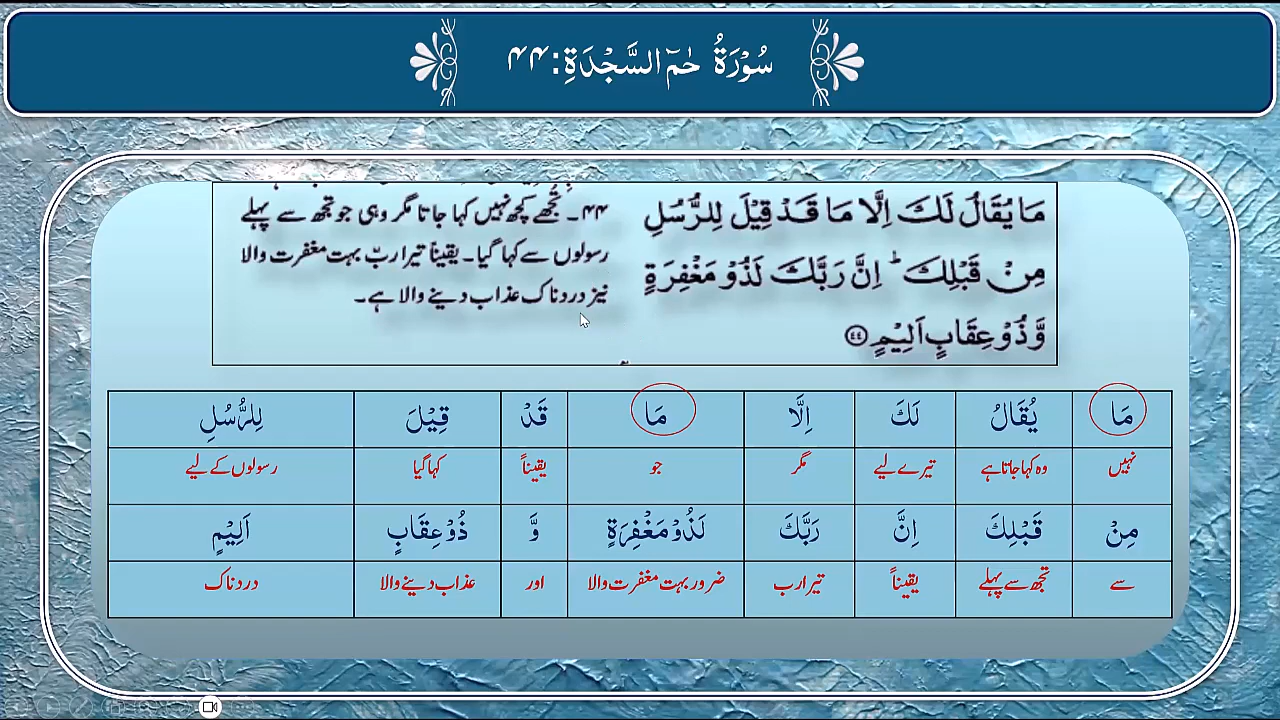 سُوْرَةُ حٰمٓ السَّجْدَةِ: ۴۴
مَا يُقَالُ لَكَ اِلَّا مَا قَدْ قِيْلَ لِلرُّسُلِ
مِنْ قَبْلِكَ ؕ اِنَّ رَبَّكَ لَذُوْ مَغْفِرَةٍ
وَّ ذُوْ عِقَابٍ اَلِيْمٍ ۝۴۴
۴۴۔ تجھے کچھ نہیں کہا جاتا مگر وہی جو تجھ سے پہلے
رسولوں سے کہا گیا۔ یقیناً تیرا ربّ بہت مغفرت والا
نیز دردناک عذاب دینے والا ہے۔
مَا يُقَالُ لَكَ اِلَّا مَا قَدْ قِيْلَ لِلرُّسُلِ
نہیں وہ کہا جاتا ہے تیرے لیے مگر جو یقیناً کہا گیا رسولوں کے لیے
مِنْ قَبْلِكَ اِنَّ رَبَّكَ لَذُوْ مَغْفِرَةٍ وَّ ذُوْ عِقَابٍ اَلِيْمٍ
سے تجھ سے پہلے یقیناً تیرا رب ضرور بہت مغفرت والا اور عذاب دینے والا دردناک